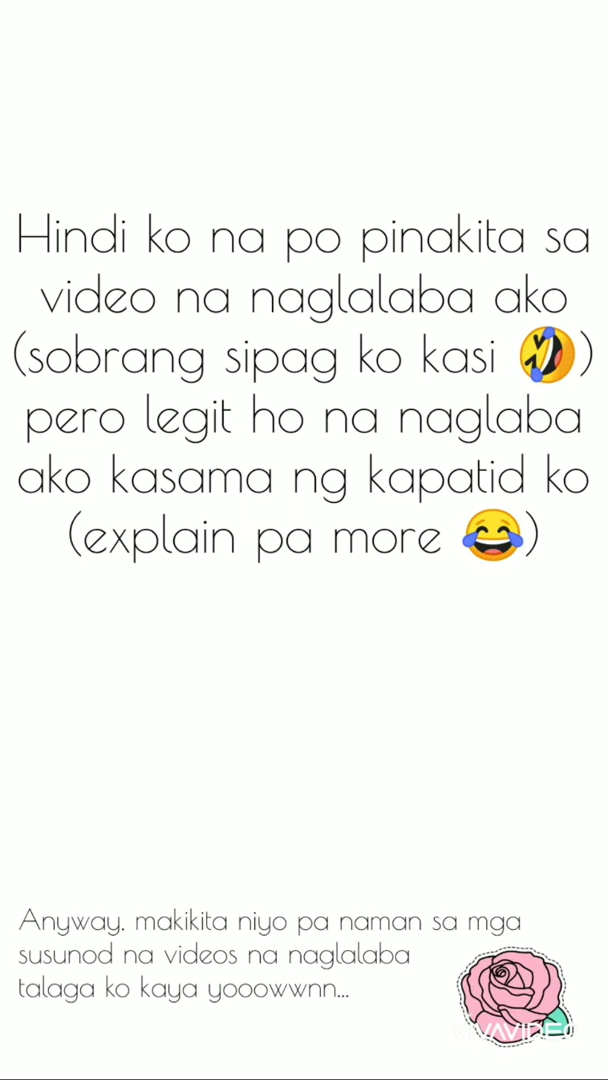 Hindi ko na po pinakita sa
video na naglalaba ako
(sobrang sipag ko kasi 🤣)
pero legit ho na naglaba
ako kasama ng kapatid ko
(explain pa more 😂)
Anyway, makikita niyo pa naman sa mga
susunod na videos na naglalaba
talaga ko kaya yooowwnn...
VIVAVIDEO